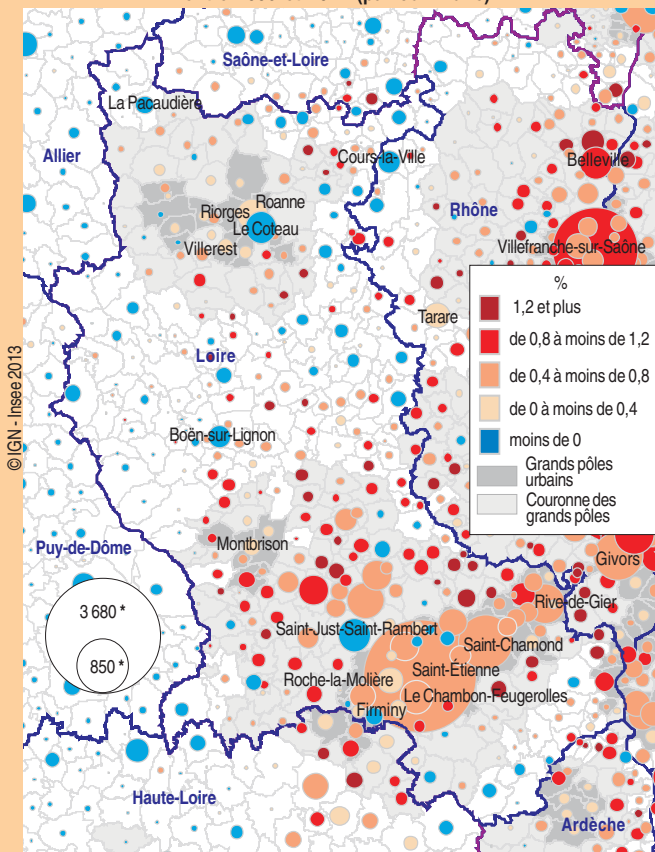 Saône-et-Loire
La Pacaudière
Allier
Cours-la-Ville
Belleville
Rhône
Roanne
Riorges
Le Coteau
Villerest
Villefranche-sur-Saône
%
1,2 et plus
de 0,8 à moins de 1,2
de 0,4 à moins de 0,8
de 0 à moins de 0,4
moins de 0
Grands pôles
urbains
Couronne des
grands pôles
Tarare
Loire
©IGN - Insee 2013
Boën-sur-Lignon
Montbrison
Puy-de-Dôme
Givors
3 680 *
850 *
Rive-de-Gier
Saint-Just-Saint-Rambert
Saint-Chamond
Saint-Étienne
Roche-la-Molière
Le Chambon-Feugerolles
Firminy
Haute-Loire
Ardèche